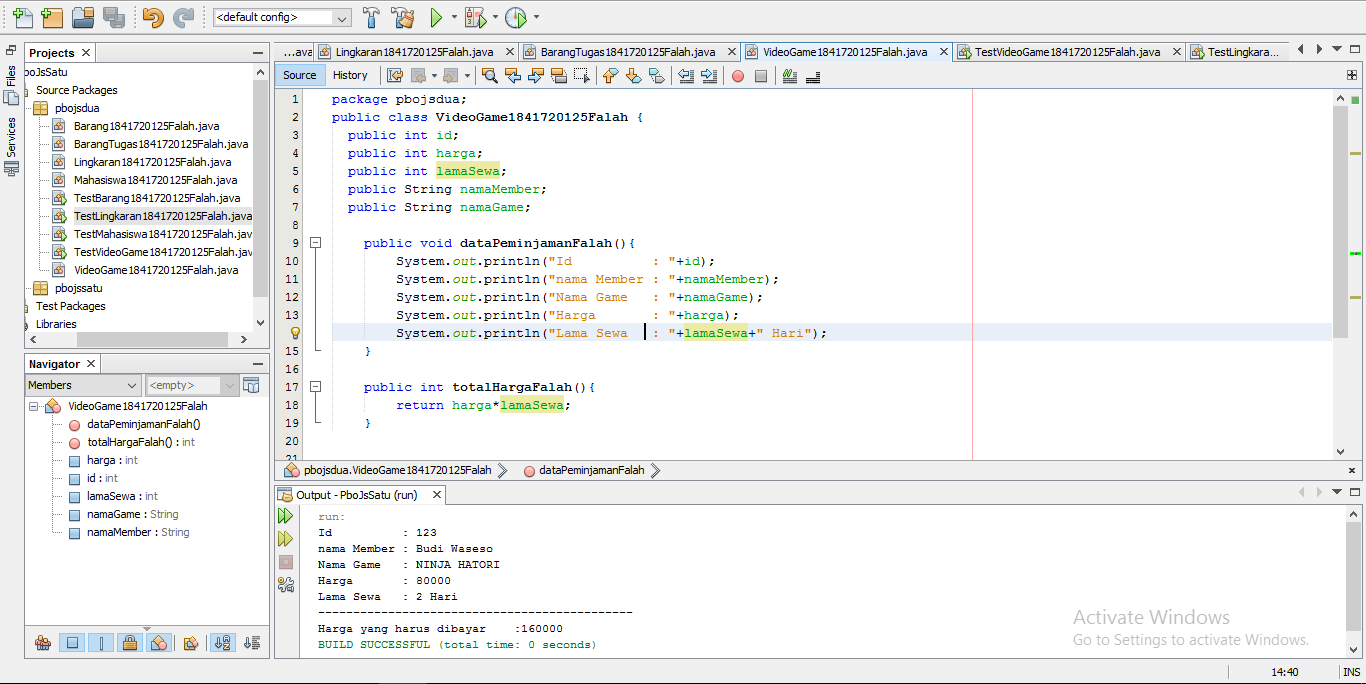 <default config>
Files
Services
Projects
pboJsSatu
Source Packages
pbojsdua
Barang1841720125Falah.java
BarangTugas1841720125Falah.java
Lingkaran1841720125Falah.java
Mahasiswa1841720125Falah.java
TestBarang1841720125Falah.java
TestLingkaran1841720125Falah.java
TestMahasiswa1841720125Falah.jav
TestVideoGame1841720125Falah.jav
VideoGame1841720125Falah.java
pbojssatu
Test Packages
Libraries
Navigator
Members <empty>
VideoGame1841720125Falah
dataPeminjamanFalah()
totalHargaFalah() : int
harga : int
id : int
lamaSewa : int
namaGame : String
namaMember : String
...ava Lingkaran1841720125Falah.java BarangTugas1841720125Falah.java VideoGame1841720125Falah.java TestVideoGame1841720125Falah.java TestLingkara...
Source History
1 package pbojsdua;
2 public class VideoGame1841720125Falah {
3 public int id;
4 public int harga;
5 public int lamaSewa;
6 public String namaMember;
7 public String namaGame;
8
9 public void dataPeminjamanFalah(){
10 System.out.println("Id : "+id);
11 System.out.println("nama Member : "+namaMember);
12 System.out.println("Nama Game : "+namaGame);
13 System.out.println("Harga : "+harga);
System.out.println("Lama Sewa : "+lamaSewa+" Hari");
15 }
16
17 public int totalHargaFalah(){
18 return harga*lamaSewa;
19 }
20
21
pbojsdua.VideoGame1841720125Falah dataPeminjamanFalah
Output - PboJsSatu (run)
run:
Id : 123
nama Member : Budi Waseso
Nama Game : NINJA HATORI
Harga : 80000
Lama Sewa : 2 Hari
---------------------------------------------
Harga yang harus dibayar :160000
BUILD SUCCESSFUL (total time: 0 seconds)
Activate Windows
Go to Settings to activate Windows.
14:40 INS